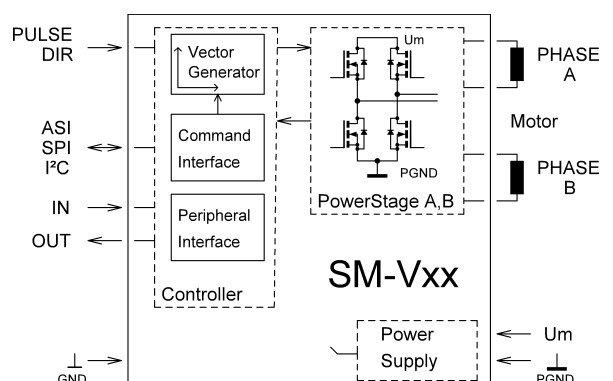 PULSE
DIR
ASI
SPI
I²C
IN
OUT
GND
Vector
Generator
Command
Interface
Peripheral
Interface
Controller
Um
PGND
PowerStage A,B
SM-Vxx
Power
Supply
PHASE
A
Motor
PHASE
B
Um
PGND